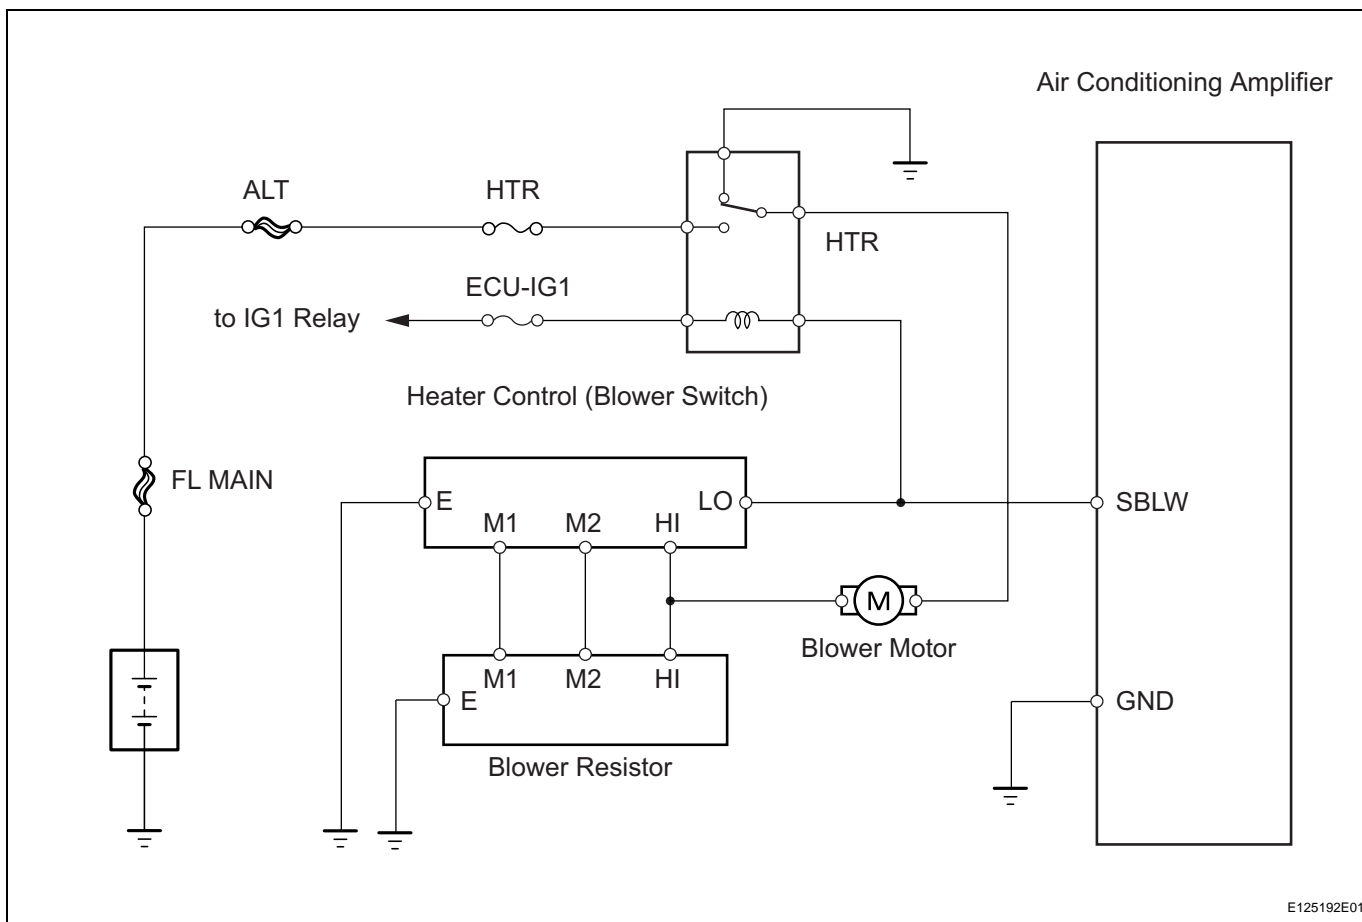 Air Conditioning Amplifier
ALT
HTR
HTR
ECU-IG1
to IG1 Relay
Heater Control (Blower Switch)
FL MAIN
E
LO
SBLW
M1
M2
HI
M
Blower Motor
M1
M2
HI
E
GND
Blower Resistor
E125192E01